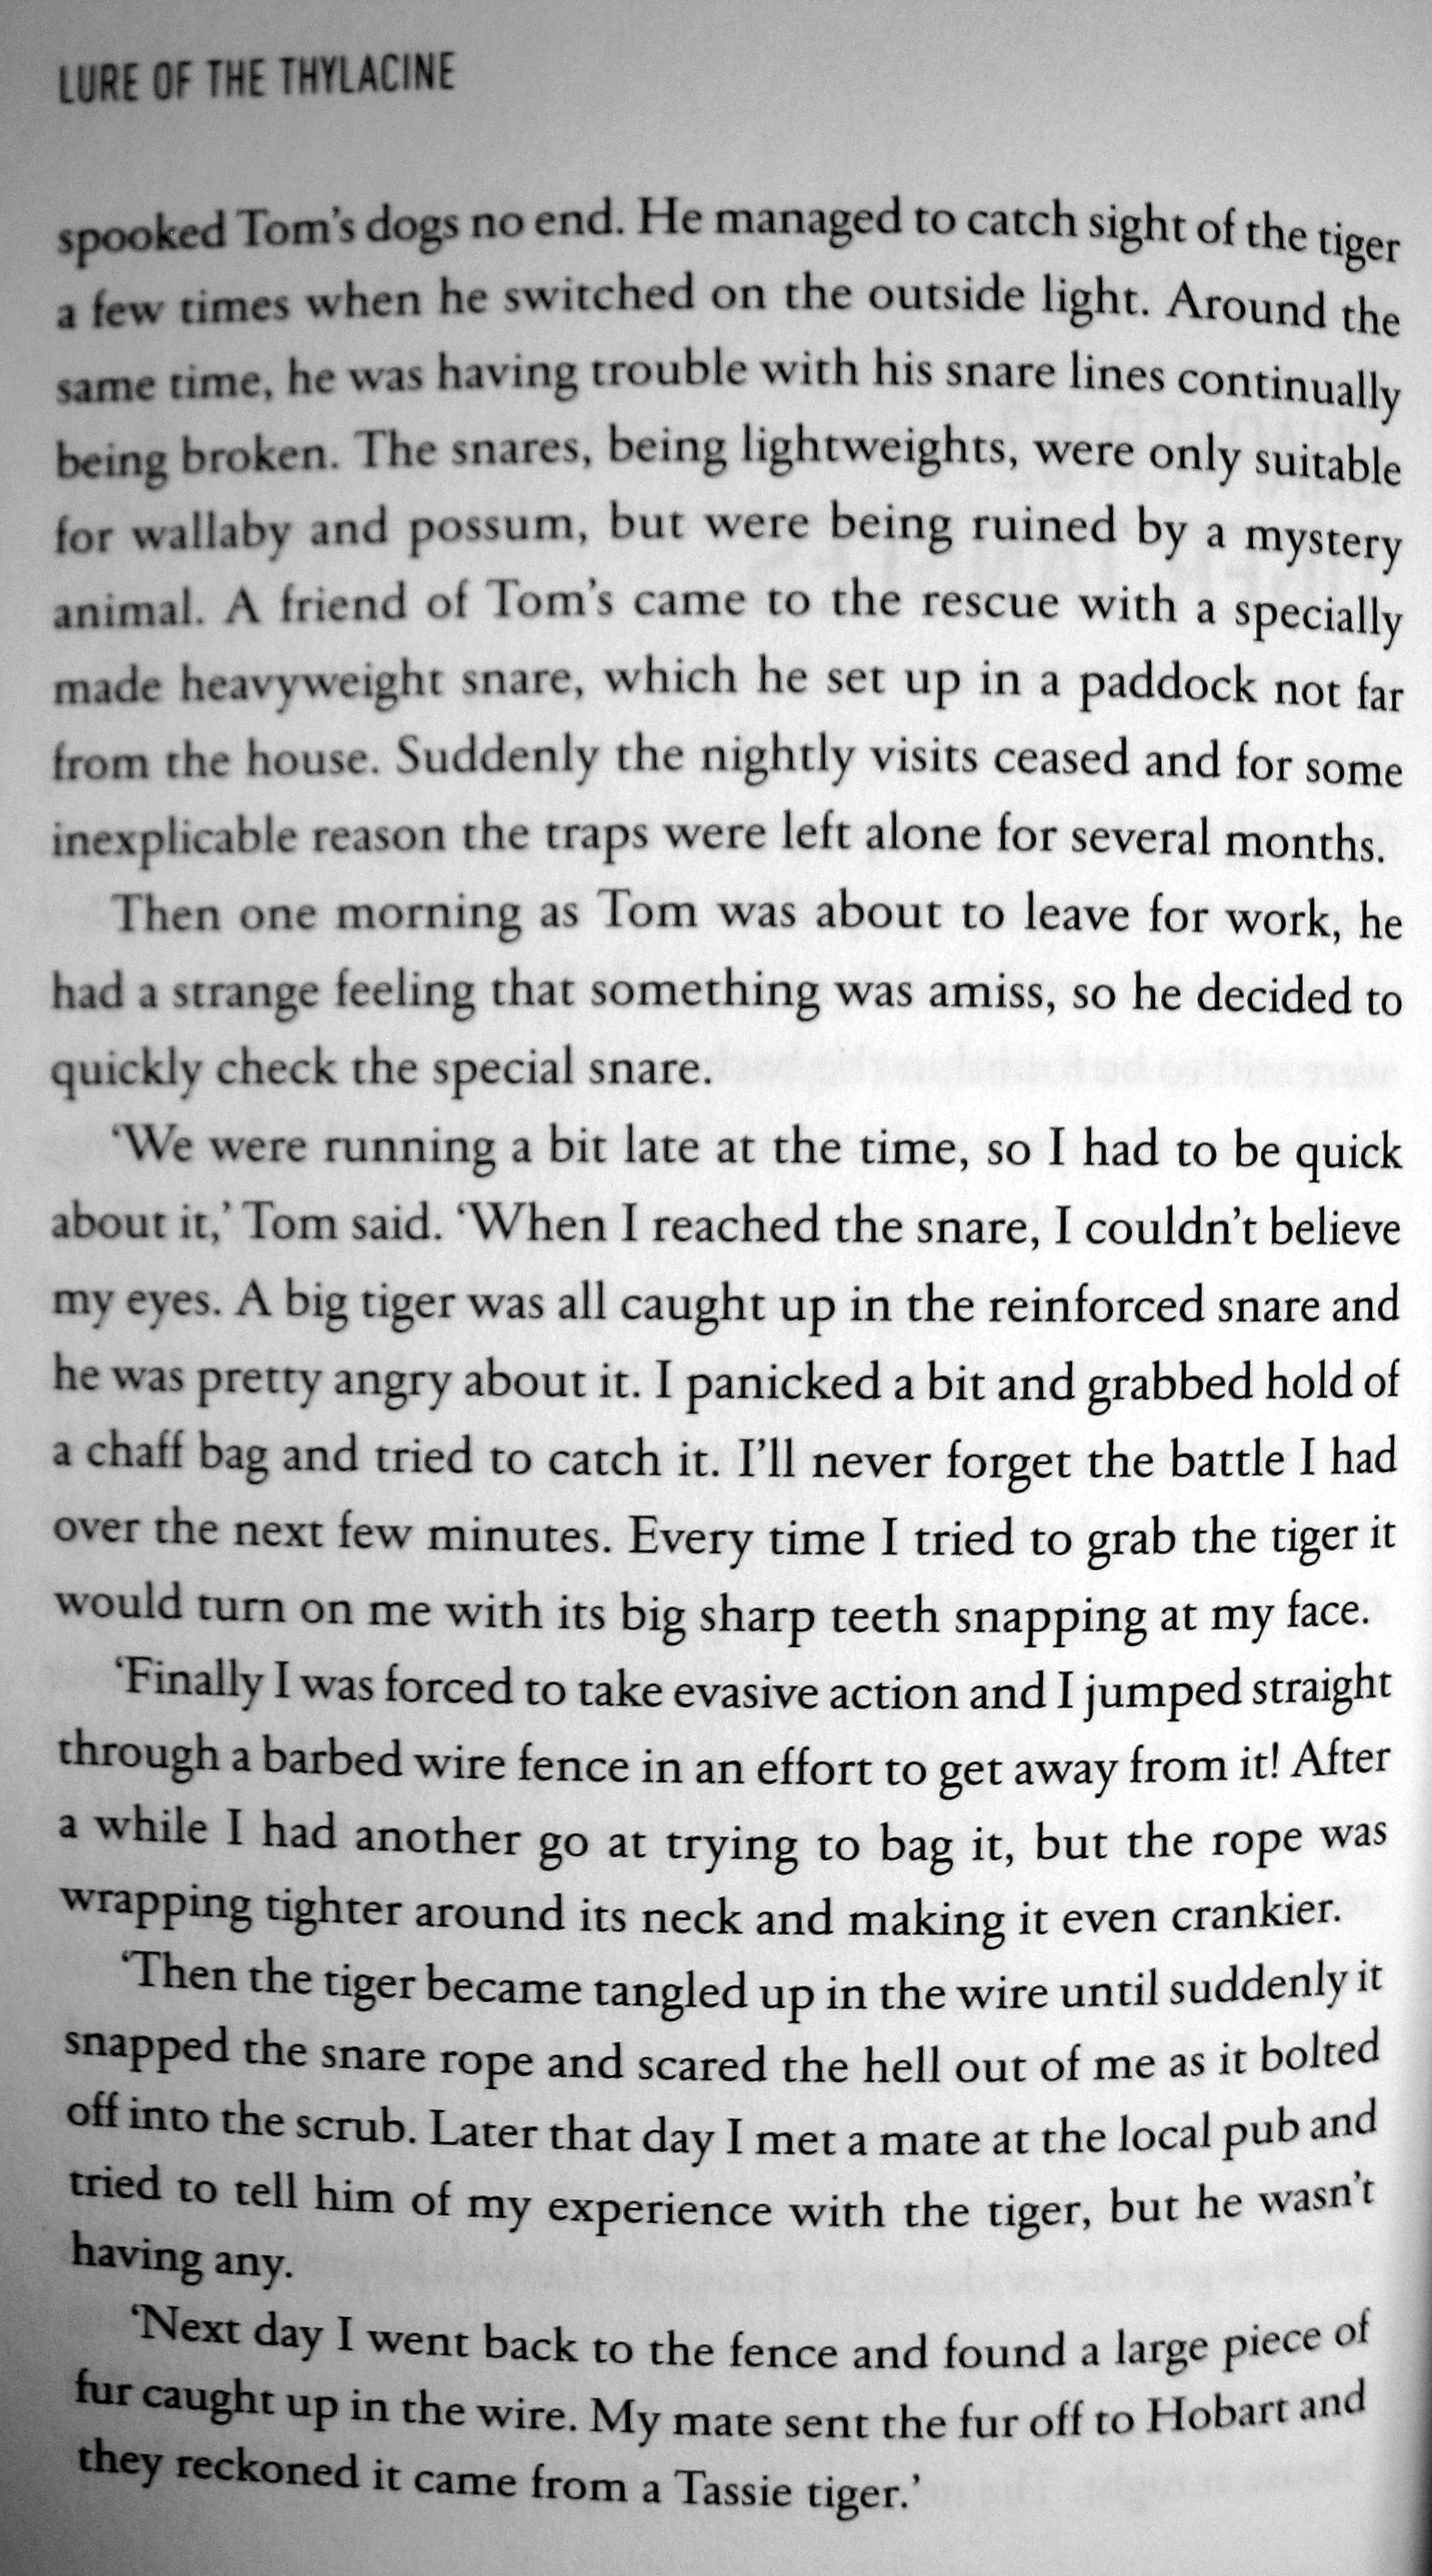 LURE OF THE THYLACINE
spooked Tom's dogs no end. He managed to catch sight of the tiger
a few times when he switched on the outside light. Around the
same time, he was having trouble with his snare lines continually
being broken. The snares, being lightweights, were only suitable
for wallaby and possum, but were being ruined by a mystery
animal. A friend of Tom's came to the rescue with a specially
made heavyweight snare, which he set up in a paddock not far
from the house. Suddenly the nightly visits ceased and for some
inexplicable reason the traps were left alone for several months.
Then one morning as Tom was about to leave for work, he
had a strange feeling that something was amiss, so he decided to
quickly check the special snare.
‘We were running a bit late at the time, so I had to be quick
about it,’ Tom said. ‘When I reached the snare, I couldn't believe
my eyes. A big tiger was all caught up in the reinforced snare and
he was pretty angry about it. I panicked a bit and grabbed hold of
a chaff bag and tried to catch it. I'll never forget the battle I had
over the next few minutes. Every time I tried to grab the tiger it
would turn on me with its big sharp teeth snapping at my face.
‘Finally I was forced to take evasive action and I jumped straight
through a barbed wire fence in an effort to get away from it! After
a while I had another go at trying to bag it, but the rope was
wrapping tighter around its neck and making it even crankier.
‘Then the tiger became tangled up in the wire until suddenly it
snapped the snare rope and scared the hell out of me as it bolted
off into the scrub. Later that day I met a mate at the local pub and
tried to tell him of my experience with the tiger, but he wasn't
having any.
‘Next day I went back to the fence and found a large piece of
fur caught up in the wire. My mate sent the fur off to Hobart and
they reckoned it came from a Tassie tiger.’